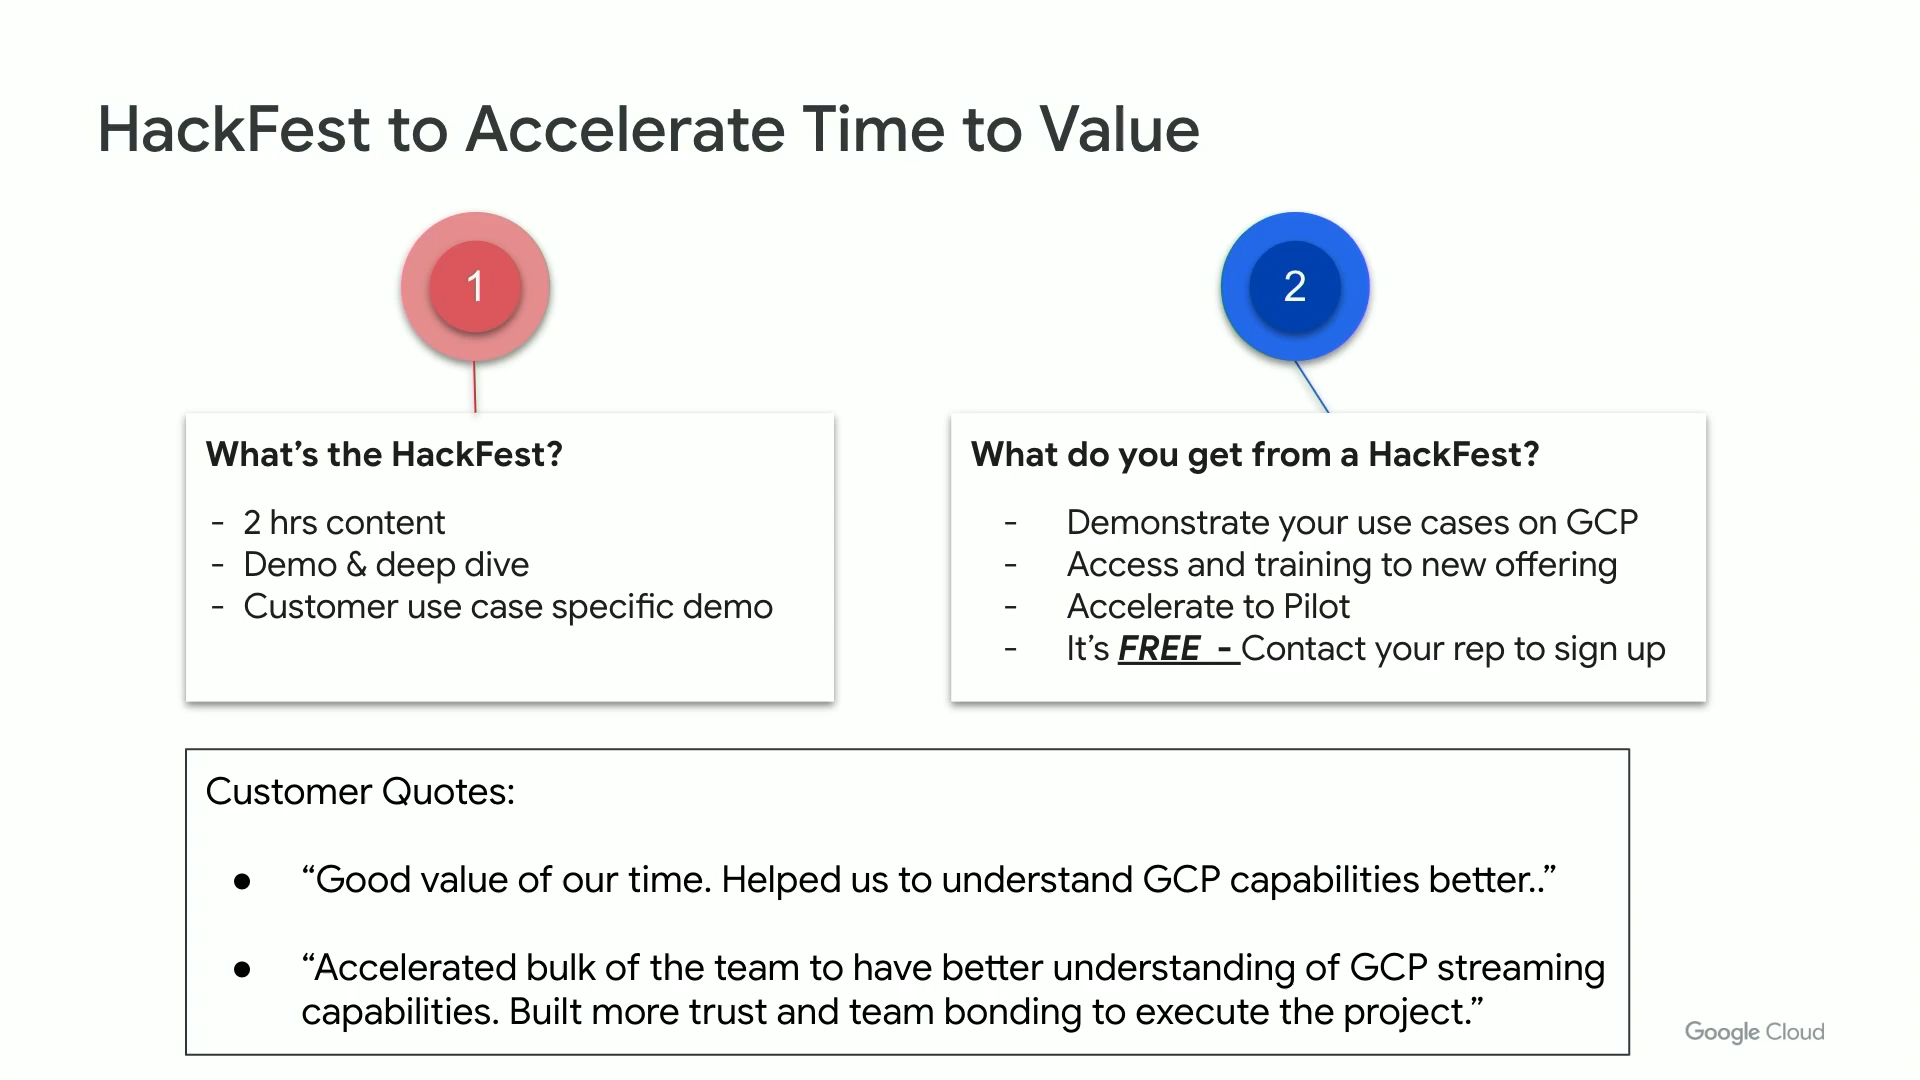 HackFest to Accelerate Time to Value
1
2
What’s the HackFest?
- 2 hrs content
- Demo & deep dive
- Customer use case specific demo
What do you get from a HackFest?
- Demonstrate your use cases on GCP
- Access and training to new offering
- Accelerate to Pilot
- It’s FREE - Contact your rep to sign up
Customer Quotes:
● “Good value of our time. Helped us to understand GCP capabilities better..”
● “Accelerated bulk of the team to have better understanding of GCP streaming
capabilities. Built more trust and team bonding to execute the project.”
Google Cloud